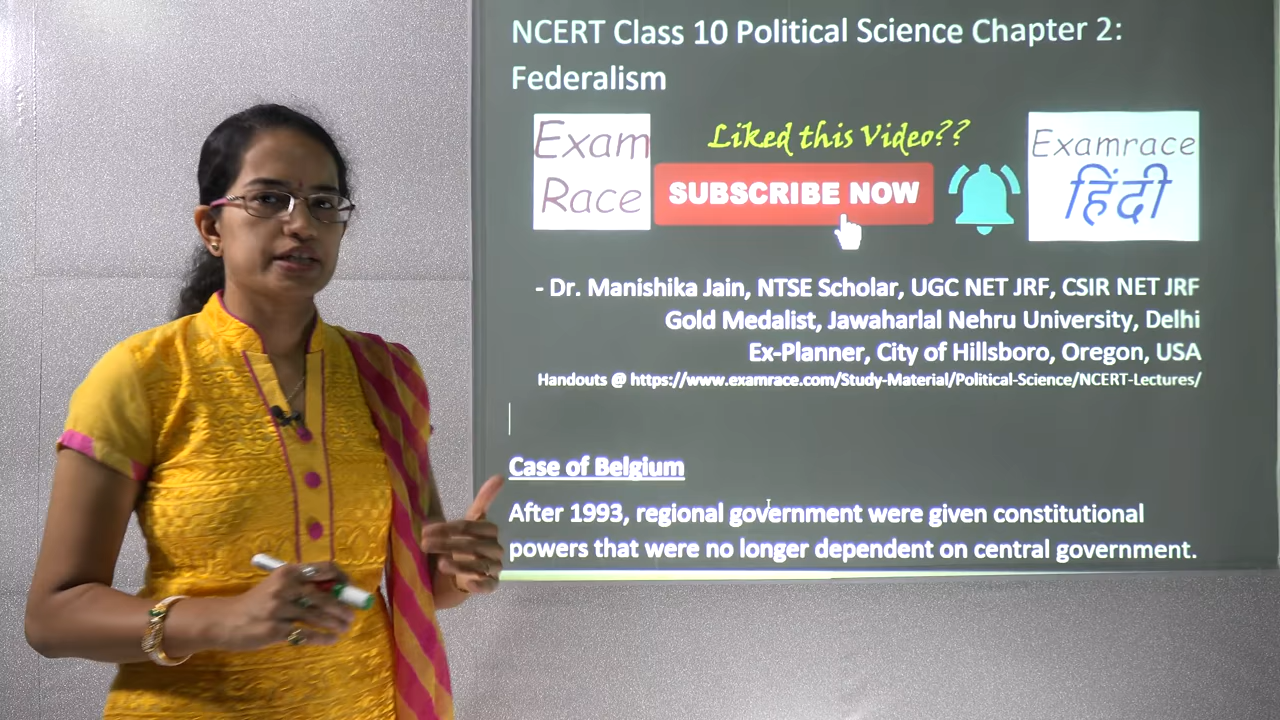 NCERT Class 10 Political Science Chapter 2:
Federalism
Exam
Race
Liked this Video??
SUBSCRIBE NOW
Examrace
हिंदी
- Dr. Manishika Jain, NTSE Scholar, UGC NET JRF, CSIR NET JRF
Gold Medalist, Jawaharlal Nehru University, Delhi
Ex-Planner, City of Hillsboro, Oregon, USA
Handouts @ https://www.examrace.com/Study-Material/Political-Science/NCERT-Lectures/
Case of Belgium
After 1993, regional government were given constitutional
powers that were no longer dependent on central government.